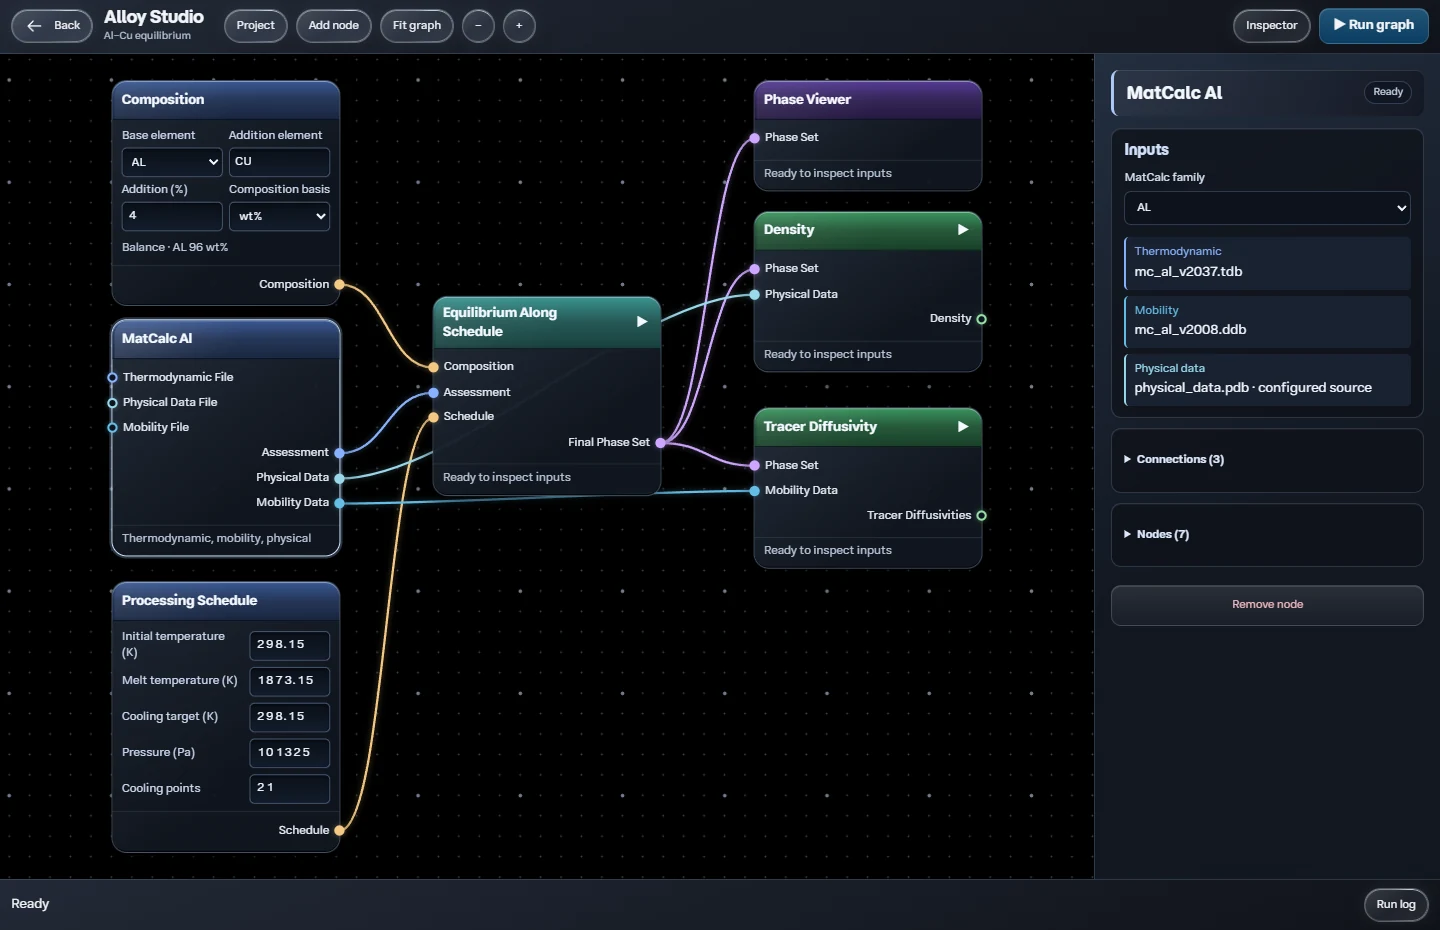 Back
Alloy Studio
Al–Cu equilibrium
Project
Add node
Fit graph
−
+
Inspector
Run graph
Composition
Base element
Addition element
AL
CU
Addition (%)
Composition basis
4
wt%
Balance · AL 96 wt%
Composition
MatCalc Al
Thermodynamic File
Physical Data File
Mobility File
Assessment
Physical Data
Mobility Data
Thermodynamic, mobility, physical
Processing Schedule
Initial temperature
(K)
298.15
Melt temperature (K)
1873.15
Cooling target (K)
298.15
Pressure (Pa)
101325
Cooling points
21
Schedule
Equilibrium Along
Schedule
Composition
Assessment
Schedule
Final Phase Set
Ready to inspect inputs
Phase Viewer
Phase Set
Ready to inspect inputs
Density
Phase Set
Physical Data
Density
Ready to inspect inputs
Tracer Diffusivity
Phase Set
Mobility Data
Tracer Diffusivities
Ready to inspect inputs
MatCalc Al
Ready
Inputs
MatCalc family
AL
Thermodynamic
mc_al_v2037.tdb
Mobility
mc_al_v2008.ddb
Physical data
physical_data.pdb · configured source
Connections (3)
Nodes (7)
Remove node
Ready
Run log